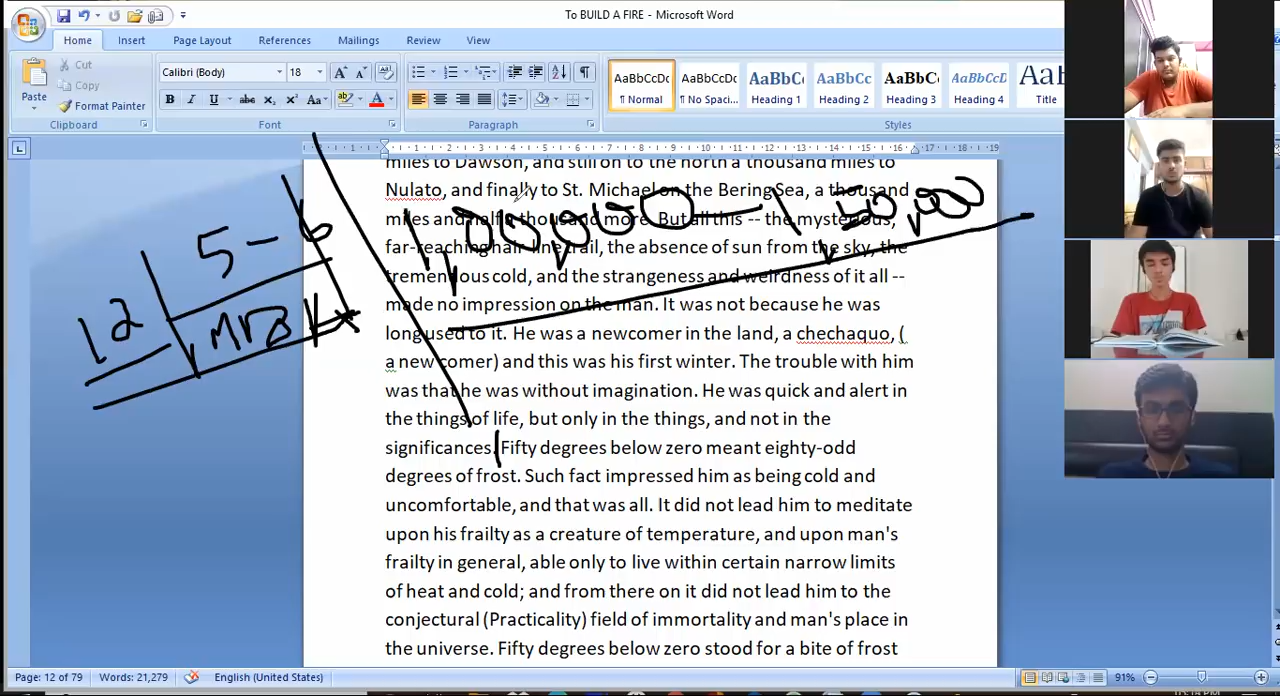 To BUILD A FIRE - Microsoft Word
Home Insert Page Layout References Mailings Review View
Paste
Cut
Copy
Format Painter
Calibri (Body) 18
B I U abc X₂ X² Aa
AaBbCcDc AaBbCcDc AaBbC AaBbCc AaBbCc AaBbCcD Aal
¶ Normal ¶ No Spaci... Heading 1 Heading 2 Heading 3 Heading 4 Title
Clipboard Font Paragraph Styles
miles to Dawson, and still on to the north a thousand miles to
Nulato, and finally to St. Michael on the Bering Sea, a thousand
miles and half a thousand more. But all this -- the mysterious,
far-reaching hair-line trail, the absence of sun from the sky, the
tremendous cold, and the strangeness and weirdness of it all --
made no impression on the man. It was not because he was
long used to it. He was a newcomer in the land, a chechaquo, (
a new comer) and this was his first winter. The trouble with him
was that he was without imagination. He was quick and alert in
the things of life, but only in the things, and not in the
significances. Fifty degrees below zero meant eighty-odd
degrees of frost. Such fact impressed him as being cold and
uncomfortable, and that was all. It did not lead him to meditate
upon his frailty as a creature of temperature, and upon man's
frailty in general, able only to live within certain narrow limits
of heat and cold; and from there on it did not lead him to the
conjectural (Practicality) field of immortality and man's place in
the universe. Fifty degrees below zero stood for a bite of frost
5 - 6
12
Page: 12 of 79 Words: 21,279 English (United States) 91%